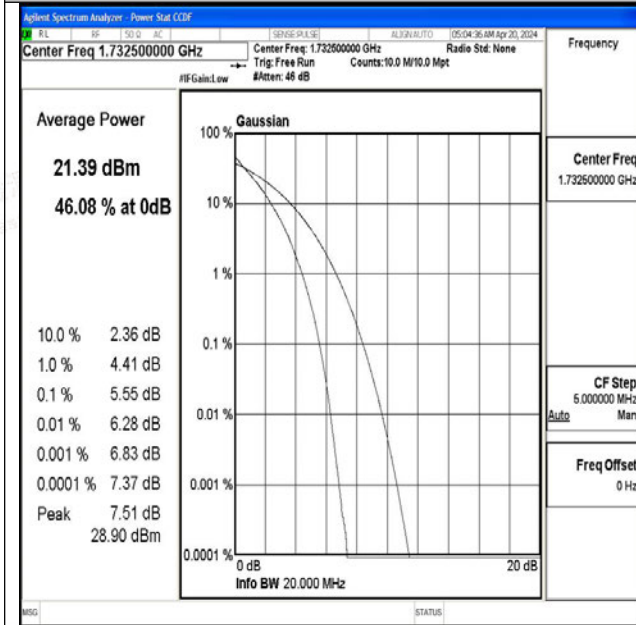 Agilent Spectrum Analyzer - Power Stat CCDF
RL RF 50 Ω AC SENSE:PULSE ALIGNAUTO 05:04:36 AM Apr 20, 2024
Center Freq 1.732500000 GHz
Center Freq: 1.732500000 GHz Radio Std: None
Trig: Free Run Counts:10.0 M/10.0 Mpt
#IFGain:Low #Atten: 46 dB
Average Power
21.39 dBm
46.08 % at 0dB
10.0 % 2.36 dB
1.0 % 4.41 dB
0.1 % 5.55 dB
0.01 % 6.28 dB
0.001 % 6.83 dB
0.0001 % 7.37 dB
Peak 7.51 dB
28.90 dBm
Gaussian
100 %
10 %
1 %
0.1 %
0.01 %
0.001 %
0.0001 %
0 dB 20 dB
Info BW 20.000 MHz
Frequency
Center Freq
1.732500000 GHz
CF Step
5.000000 MHz
Auto Man
Freq Offset
0 Hz
MSG STATUS